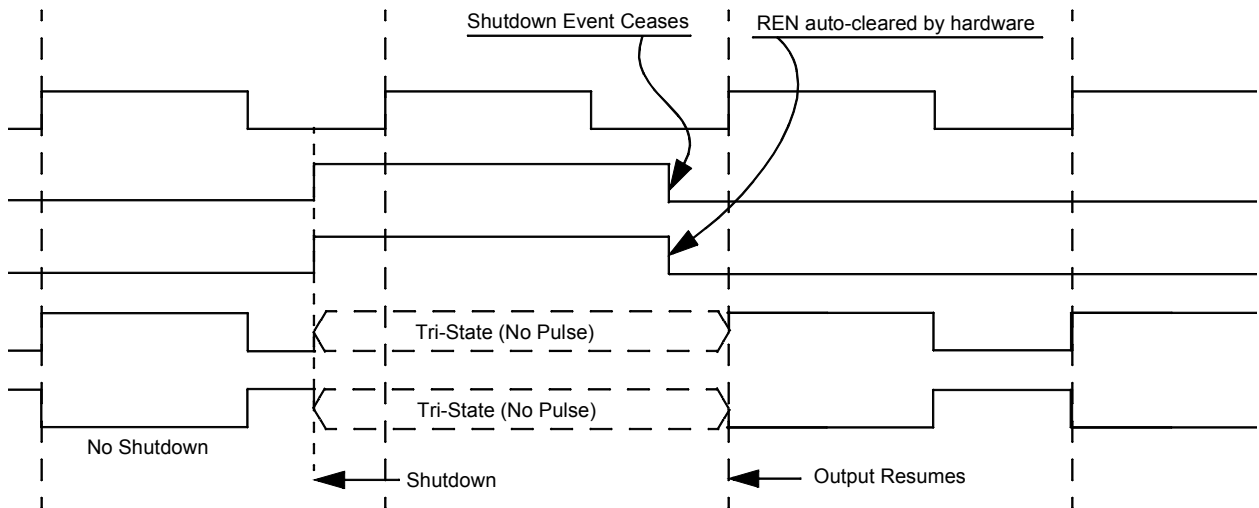 Shutdown Event Ceases
REN auto-cleared by hardware
Tri-State (No Pulse)
Tri-State (No Pulse)
No Shutdown
Shutdown
Output Resumes